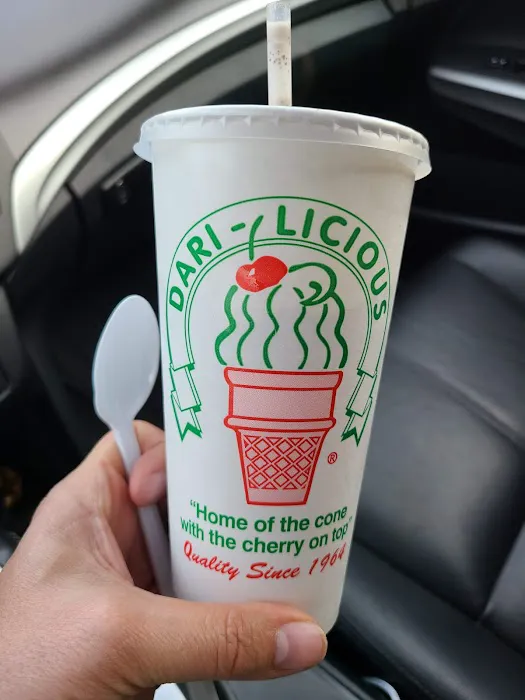 DARI-LICIOUS
®
"Home of the cone
with the cherry on top"
Quality Since 1964